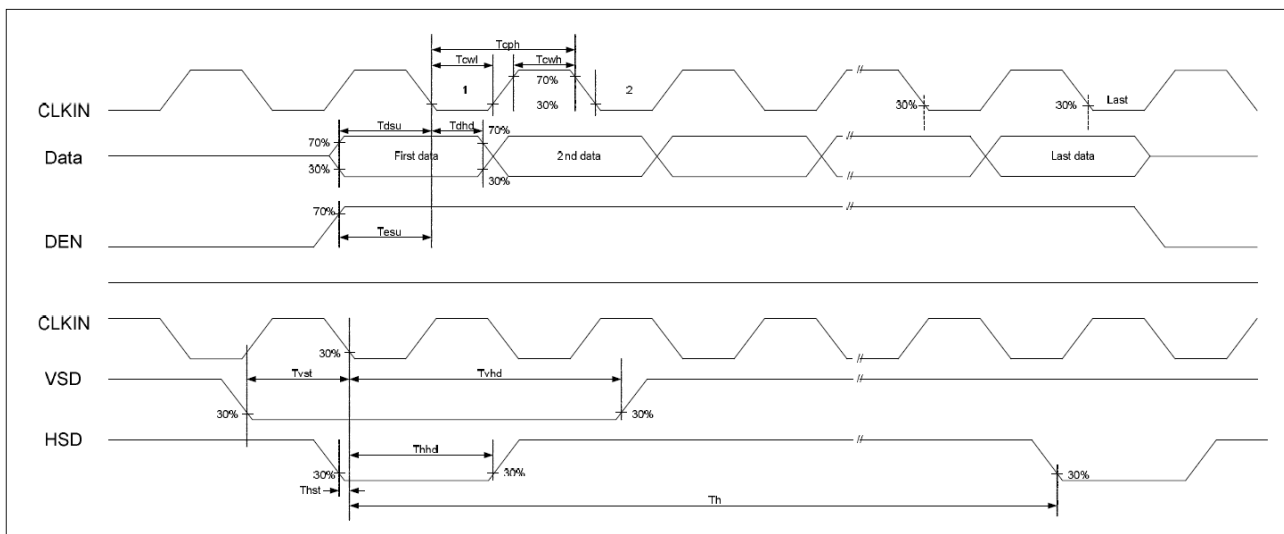 Tcph
Tcwl Tcwh
CLKIN 1 70% 30% 2 30% 30% Last
Tdsu Tdhd
70% 70%
Data First data 2nd data Last data
30% 30%
70%
DEN Tesu
CLKIN
30%
VSD Tvst Tvhd
30% 30%
HSD Thhd
30% 30% 30%
Thst
Th